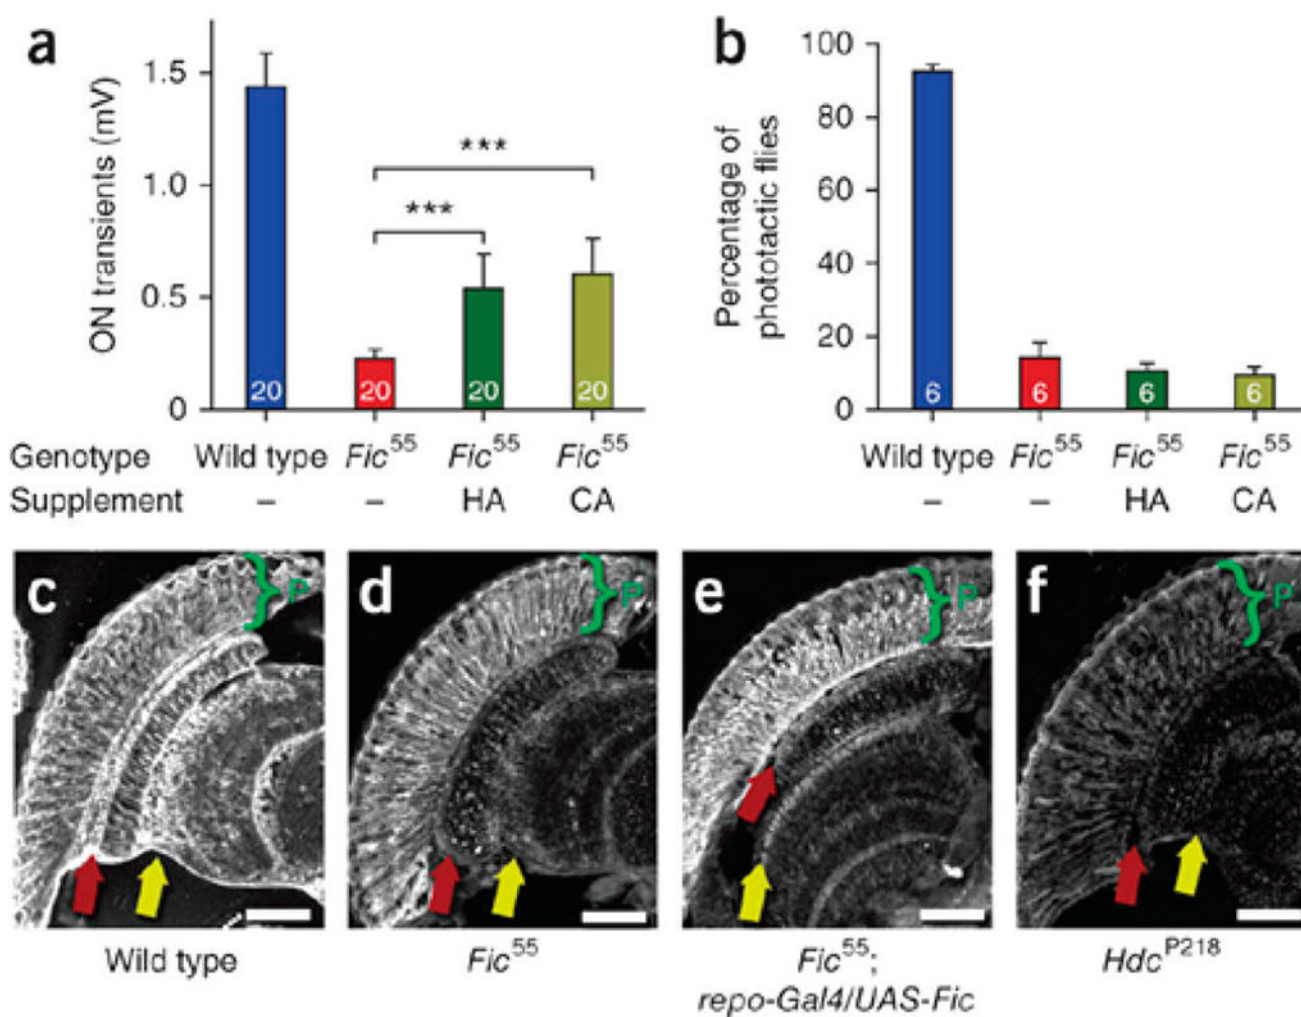 a
ON transients (mV)
1.5
1.0
0.5
0
***
***
20
20
20
20
Genotype Wild type Fic55 Fic55 Fic55
Supplement – – HA CA
b
Percentage of
phototactic flies
100
80
60
40
20
0
6
6
6
6
Wild type Fic55 Fic55 Fic55
– – HA CA
c
P
Wild type
d
P
Fic55
e
P
Fic55;
repo-Gal4/UAS-Fic
f
P
HdcP218